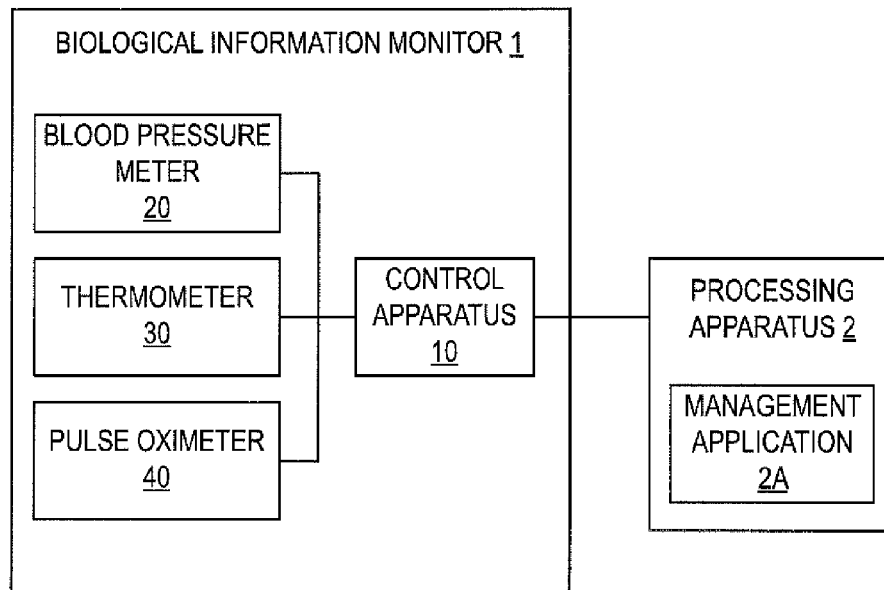 BIOLOGICAL INFORMATION MONITOR 1
BLOOD PRESSURE
METER
20
THERMOMETER
30
PULSE OXIMETER
40
CONTROL
APPARATUS
10
PROCESSING
APPARATUS 2
MANAGEMENT
APPLICATION
2A